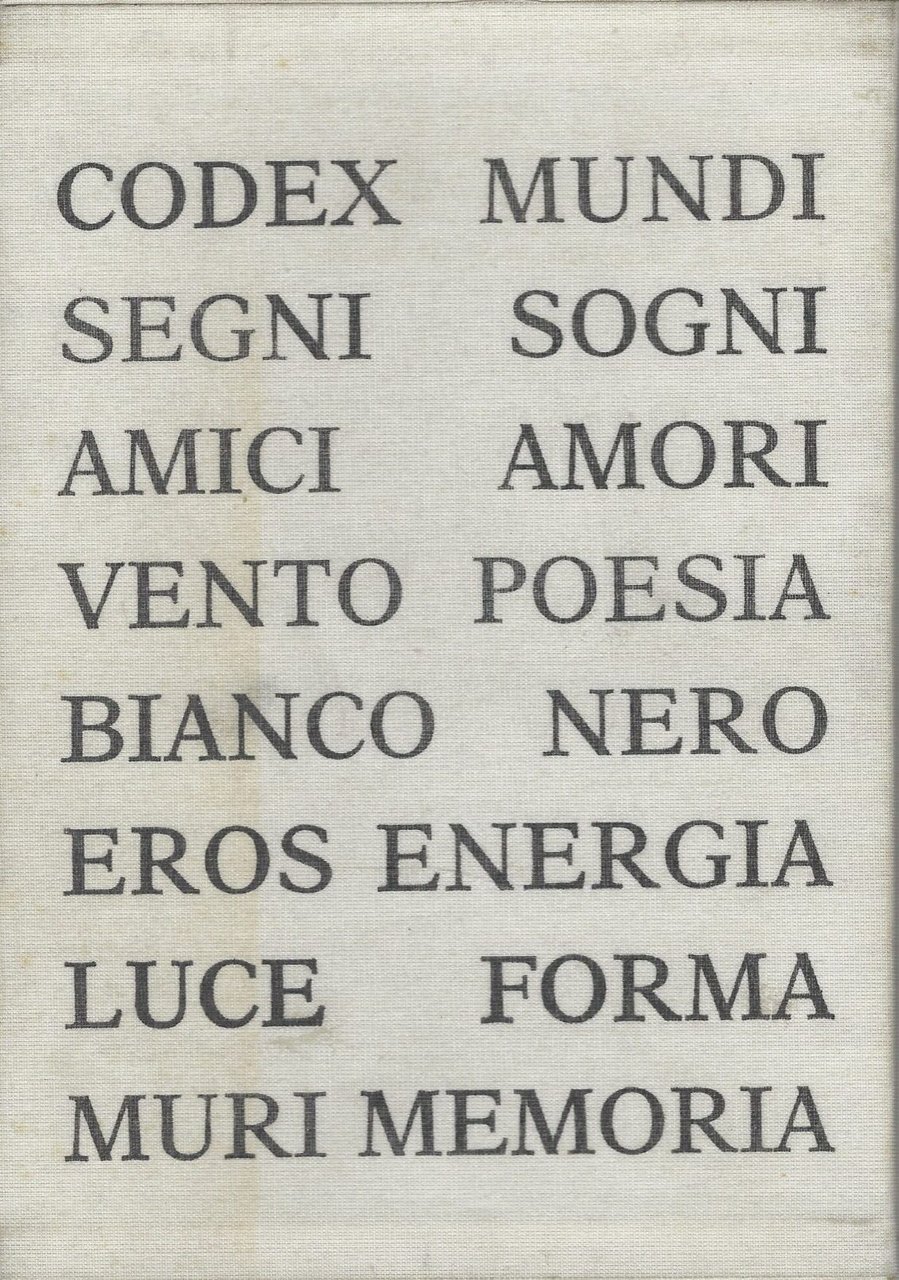 CODEX MUNDI
SEGNI SOGNI
AMICI AMORI
VENTO POESIA
BIANCO NERO
EROS ENERGIA
LUCE FORMA
MURI MEMORIA